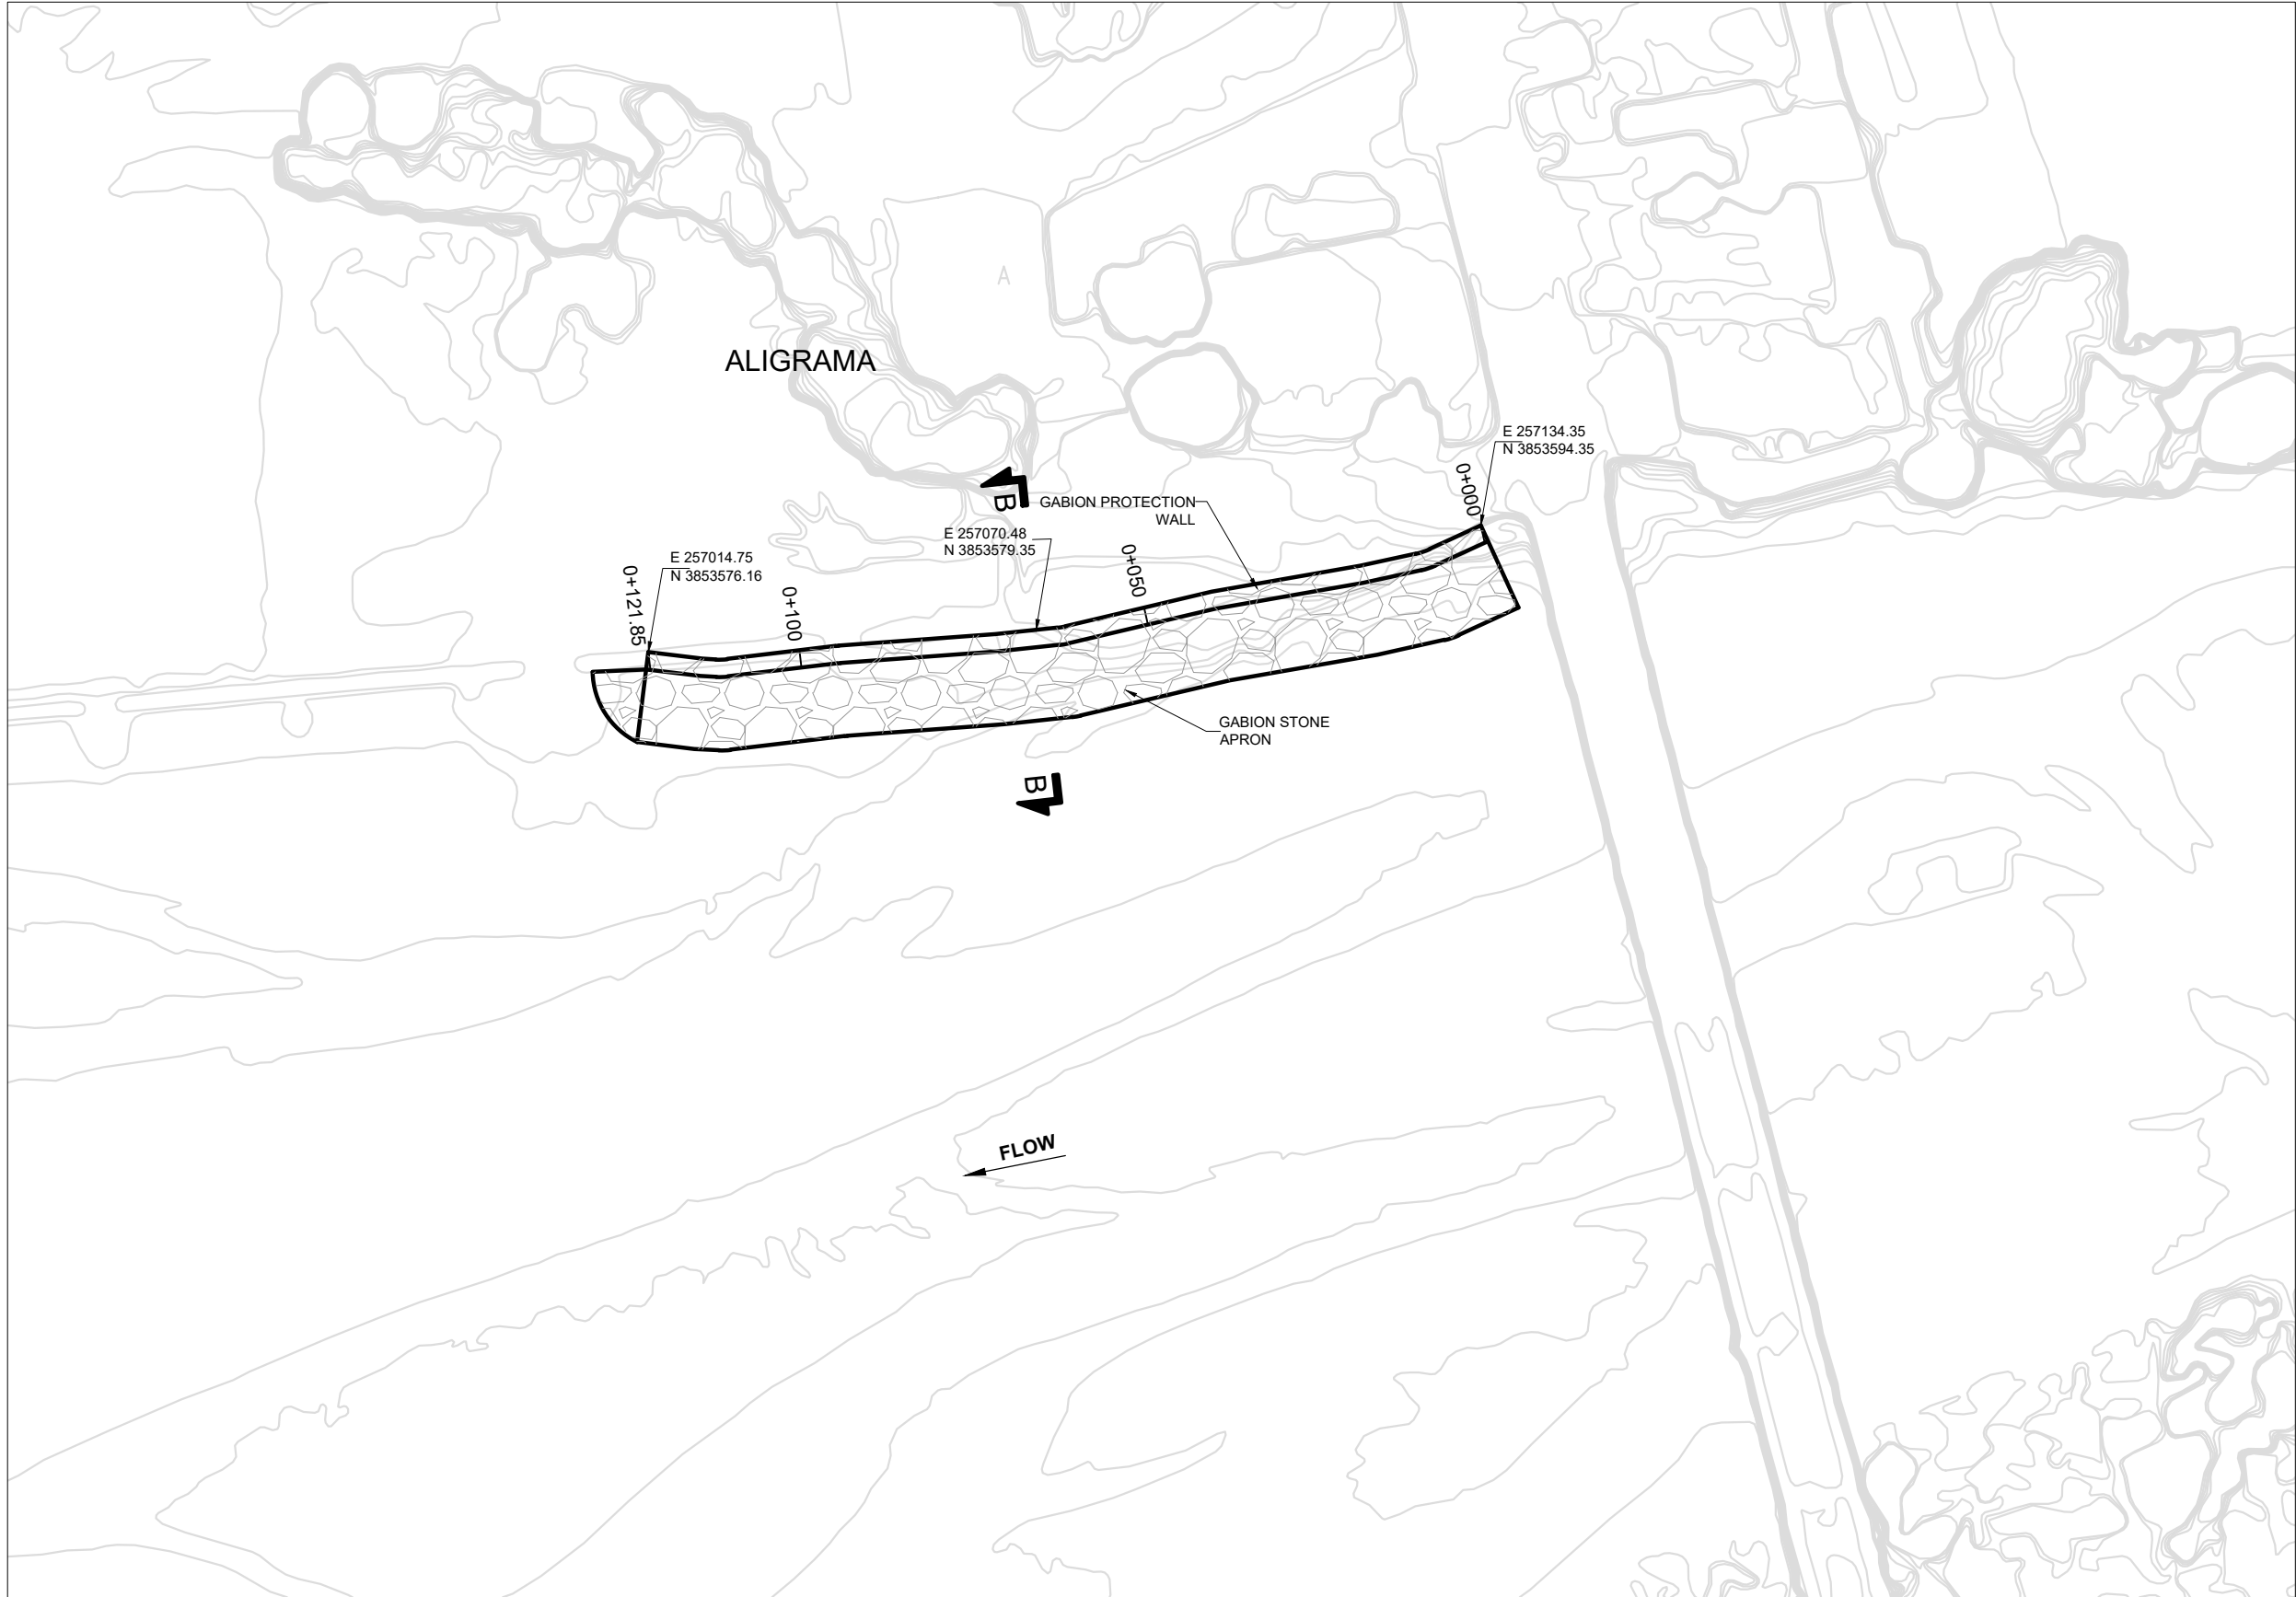 A
ALIGRAMA
E 257134.35
N 3853594.35
0+000
B
GABION PROTECTION
WALL
E 257070.48
N 3853579.35
0+050
E 257014.75
N 3853576.16
0+121.85
0+100
GABION STONE
APRON
B
FLOW